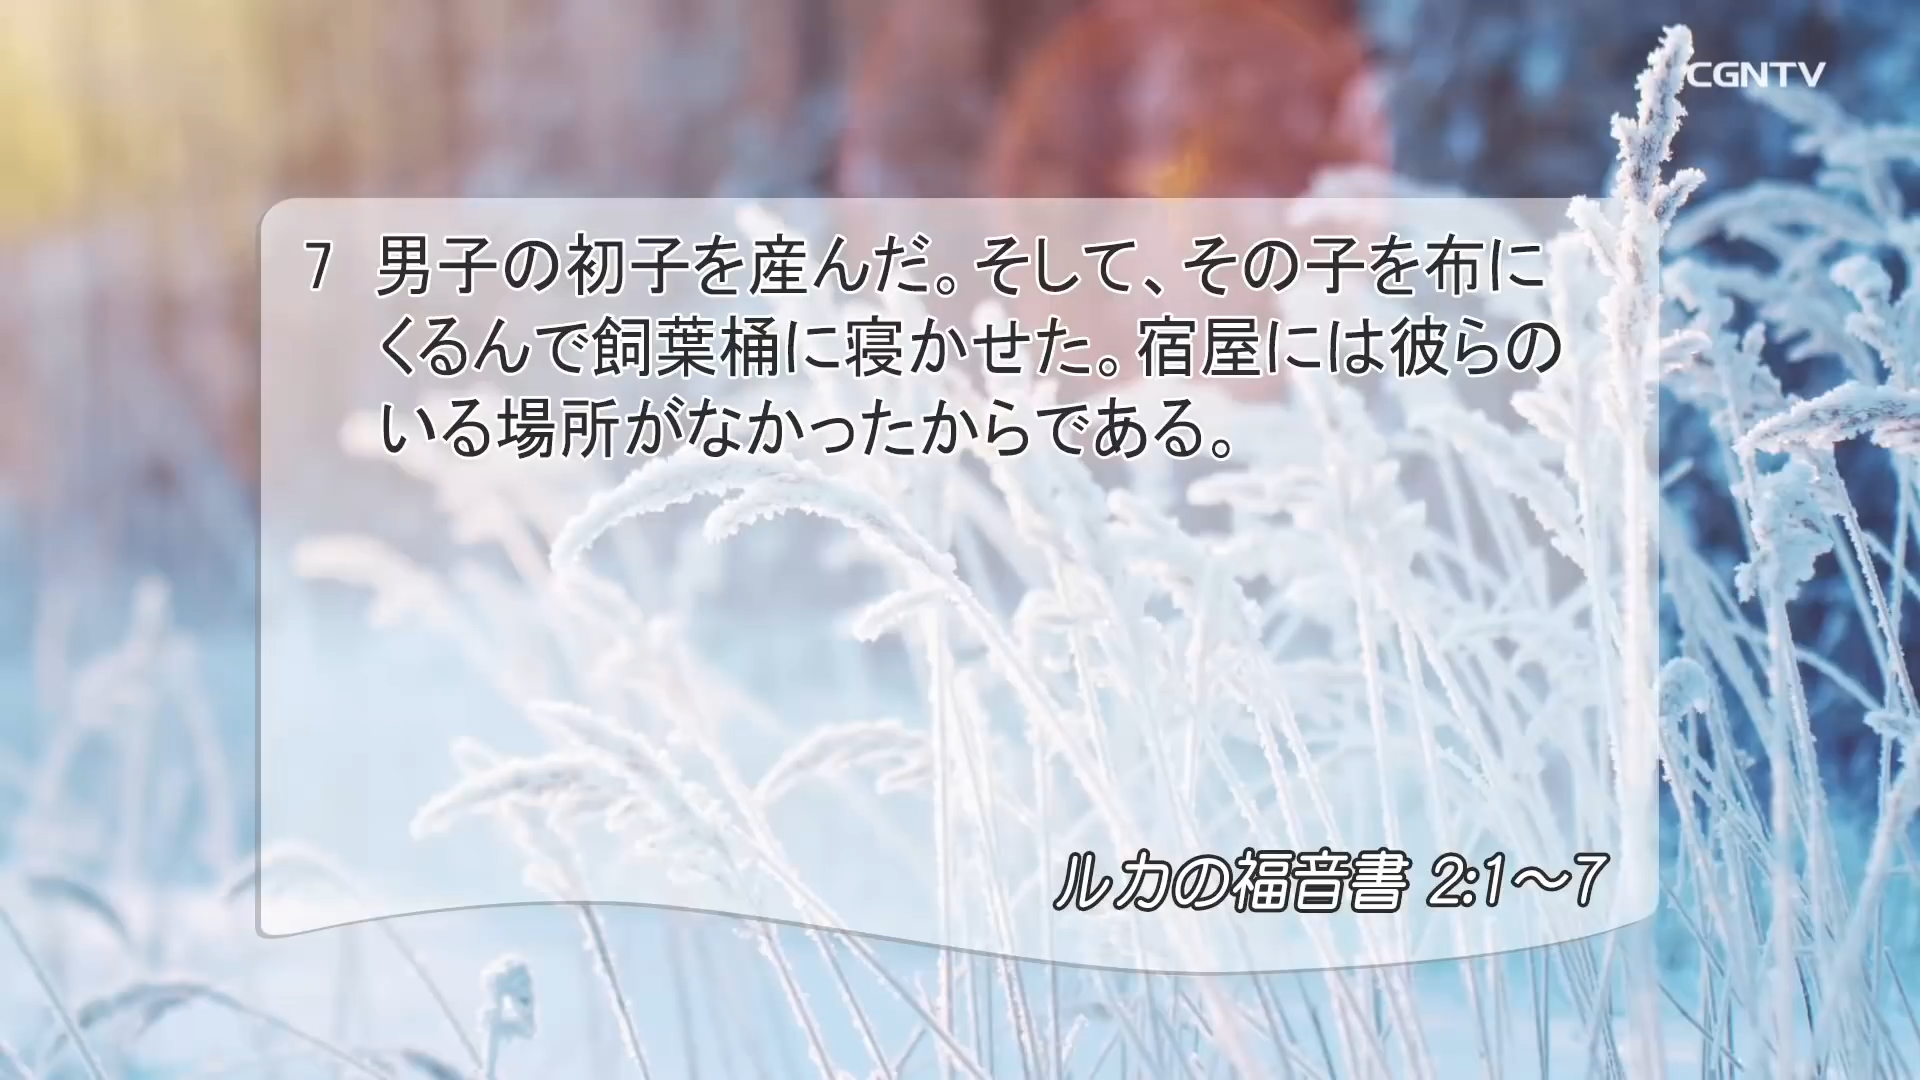 CGNTV
7 男子の初子を産んだ。そして、その子を布に
くるんで飼葉桶に寝かせた。宿屋には彼らの
いる場所がなかったからである。
ルカの福音書 2:1～7